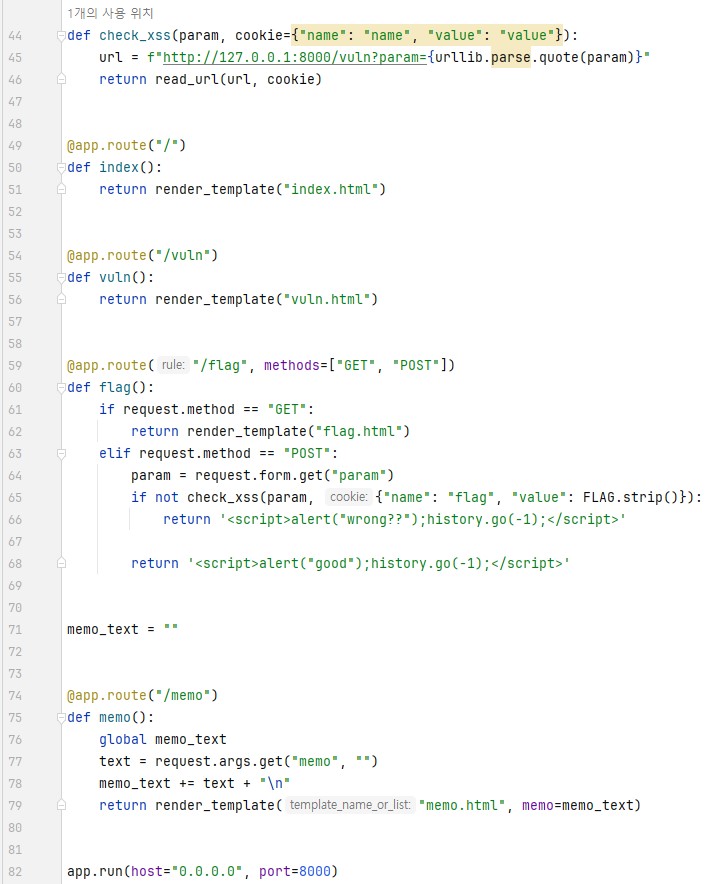 1개의 사용 위치
44 def check_xss(param, cookie={"name": "name", "value": "value"}):
45     url = f"http://127.0.0.1:8000/vuln?param={urllib.parse.quote(param)}"
46     return read_url(url, cookie)
47
48
49 @app.route("/")
50 def index():
51     return render_template("index.html")
52
53
54 @app.route("/vuln")
55 def vuln():
56     return render_template("vuln.html")
57
58
59 @app.route( rule: "/flag", methods=["GET", "POST"])
60 def flag():
61     if request.method == "GET":
62         return render_template("flag.html")
63     elif request.method == "POST":
64         param = request.form.get("param")
65         if not check_xss(param, cookie: {"name": "flag", "value": FLAG.strip()}):
66             return '<script>alert("wrong??");history.go(-1);</script>'
67
68         return '<script>alert("good");history.go(-1);</script>'
69
70
71 memo_text = ""
72
73
74 @app.route("/memo")
75 def memo():
76     global memo_text
77     text = request.args.get("memo", "")
78     memo_text += text + "\n"
79     return render_template( template_name_or_list: "memo.html", memo=memo_text)
80
81
82 app.run(host="0.0.0.0", port=8000)